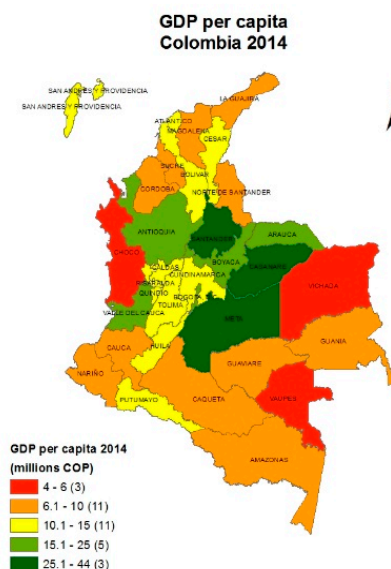 GDP per capita
Colombia 2014
SAN ANDRES Y PROVIDENCIA
SAN ANDRES Y PROVIDENCIA
LA GUAJIRA
ATLANTICO
MAGDALENA
CESAR
SUCRE
BOLIVAR
CORDOBA
NORTE DE SANTANDER
ANTIOQUIA
SANTANDER
ARAUCA
CHOCO
BOYACA
CASANARE
CALDAS
RISARALDA
CUNDINAMARCA
VICHADA
QUINDIO
BOGOTA
TOLIMA
VALLE DEL CAUCA
META
GUANIA
HUILA
CAUCA
GUAVIARE
NARIÑO
PUTUMAYO
CAQUETA
VAUPES
AMAZONAS
GDP per capita 2014
(millions COP)
4 - 6 (3)
6.1 - 10 (11)
10.1 - 15 (11)
15.1 - 25 (5)
25.1 - 44 (3)